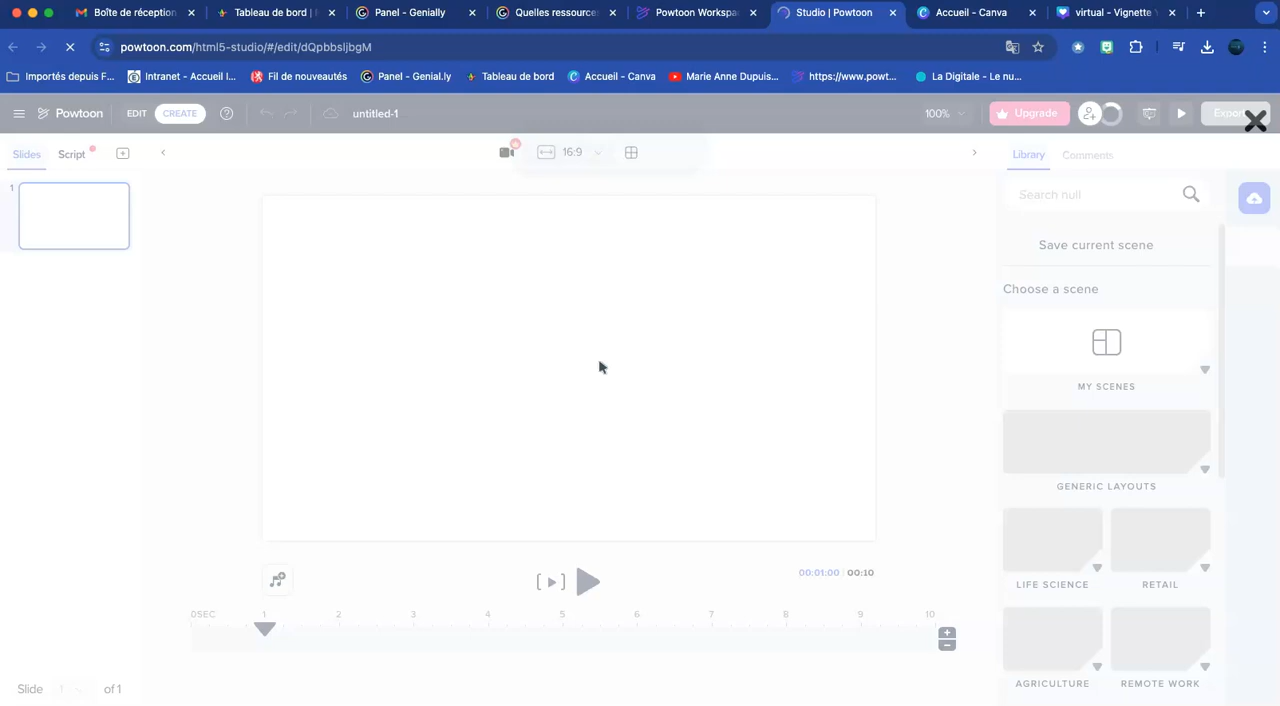 Boîte de réception
Tableau de bord |
Panel - Genially
Quelles ressource
Powtoon Workspa
Studio | Powtoon
Accueil - Canva
virtual - Vignette
powtoon.com/html5-studio/#/edit/dQpbbsljbgM
Importés depuis F...
Intranet - Accueil I...
Fil de nouveautés
Panel - Genial.ly
Tableau de bord
Accueil - Canva
Marie Anne Dupuis...
https://www.powt...
La Digitale - Le nu...
Powtoon
EDIT
CREATE
untitled-1
100%
Upgrade
Export
Slides
Script
16:9
Library
Comments
1
Search null
Save current scene
Choose a scene
MY SCENES
GENERIC LAYOUTS
LIFE SCIENCE
RETAIL
AGRICULTURE
REMOTE WORK
00:01:00 | 00:10
0SEC 1 2 3 4 5 6 7 8 9 10
Slide 1 of 1